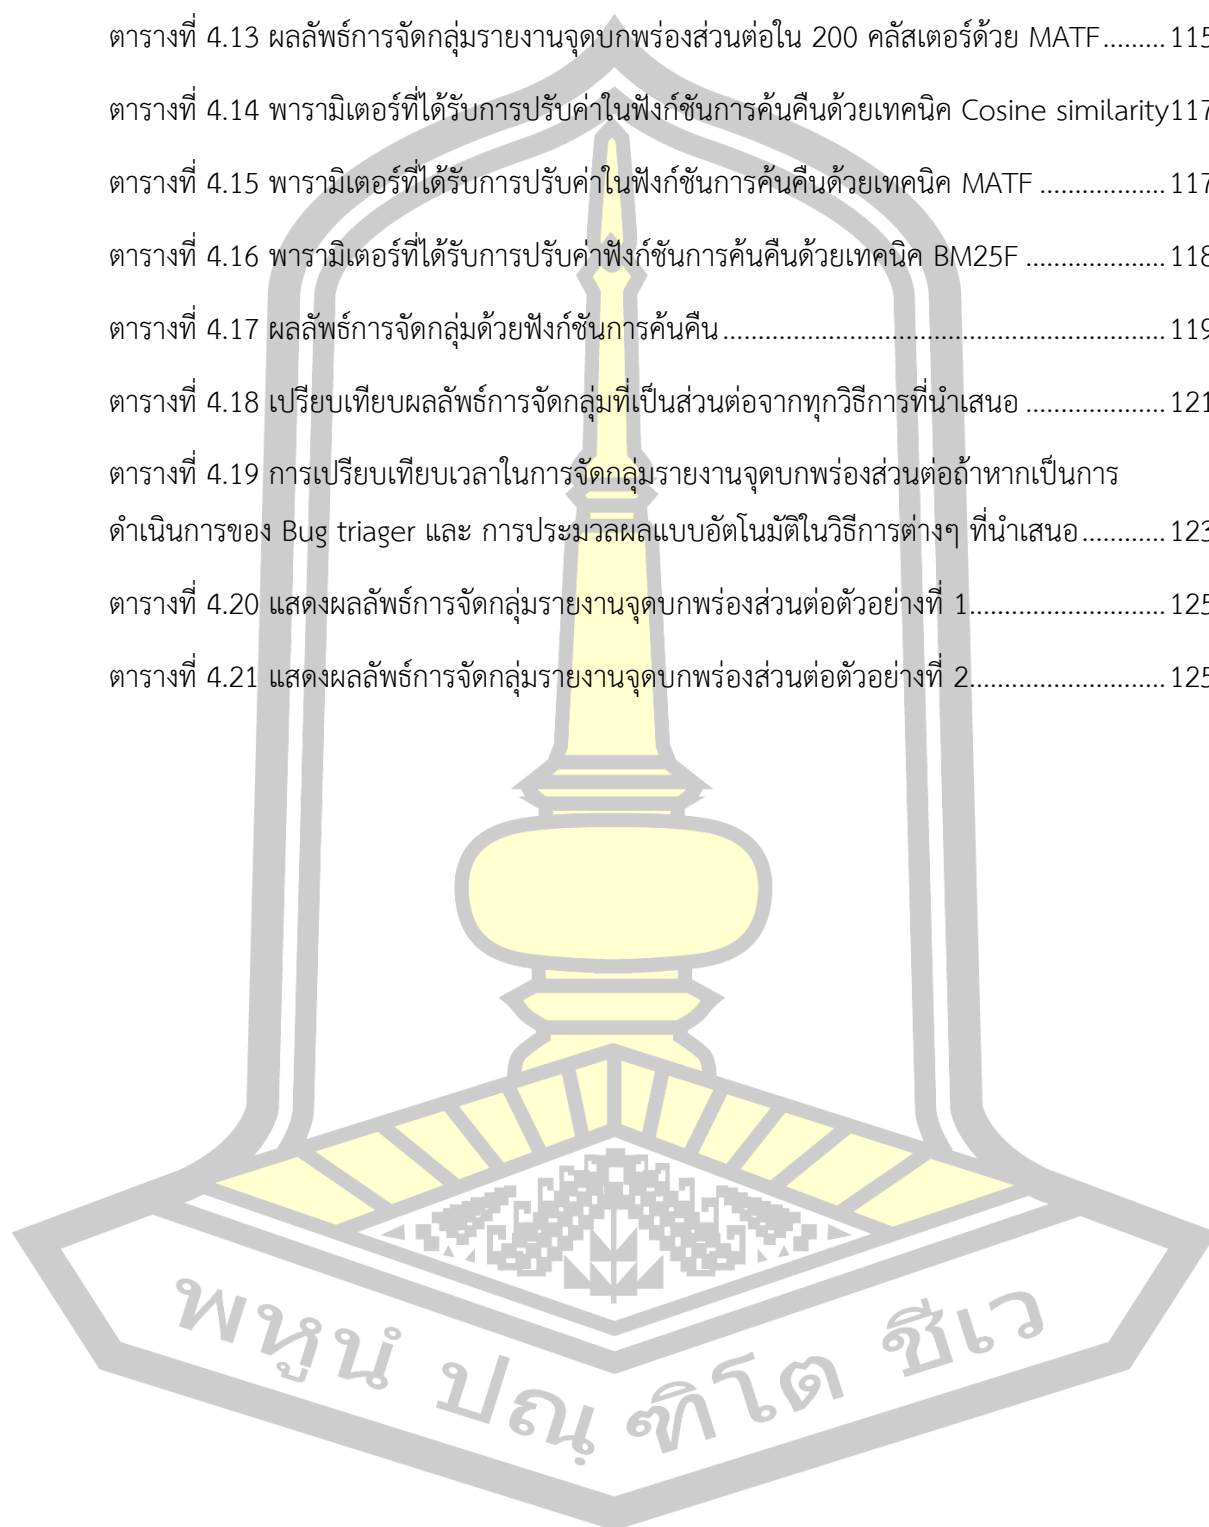 ตารางที่ 4.13 ผลลัพธ์การจัดกลุ่มรายงานจุดบกพร่องส่วนต่อใน 200 คลัสเตอร์ด้วย MATF......... 115
ตารางที่ 4.14 พารามิเตอร์ที่ได้รับการปรับค่าในฟังก์ชันการค้นคืนด้วยเทคนิค Cosine similarity117
ตารางที่ 4.15 พารามิเตอร์ที่ได้รับการปรับค่าในฟังก์ชันการค้นคืนด้วยเทคนิค MATF .................. 117
ตารางที่ 4.16 พารามิเตอร์ที่ได้รับการปรับค่าฟังก์ชันการค้นคืนด้วยเทคนิค BM25F .................... 118
ตารางที่ 4.17 ผลลัพธ์การจัดกลุ่มด้วยฟังก์ชันการค้นคืน ................................................................ 119
ตารางที่ 4.18 เปรียบเทียบผลลัพธ์การจัดกลุ่มที่เป็นส่วนต่อจากทุกวิธีการที่นำเสนอ .................... 121
ตารางที่ 4.19 การเปรียบเทียบเวลาในการจัดกลุ่มรายงานจุดบกพร่องส่วนต่อถ้าหากเป็นการ
ดำเนินการของ Bug triager และ การประมวลผลแบบอัตโนมัติในวิธีการต่างๆ ที่นำเสนอ............ 123
ตารางที่ 4.20 แสดงผลลัพธ์การจัดกลุ่มรายงานจุดบกพร่องส่วนต่อตัวอย่างที่ 1............................ 125
ตารางที่ 4.21 แสดงผลลัพธ์การจัดกลุ่มรายงานจุดบกพร่องส่วนต่อตัวอย่างที่ 2............................ 125
พหูนํ ปณฺฑิโต ชีเว